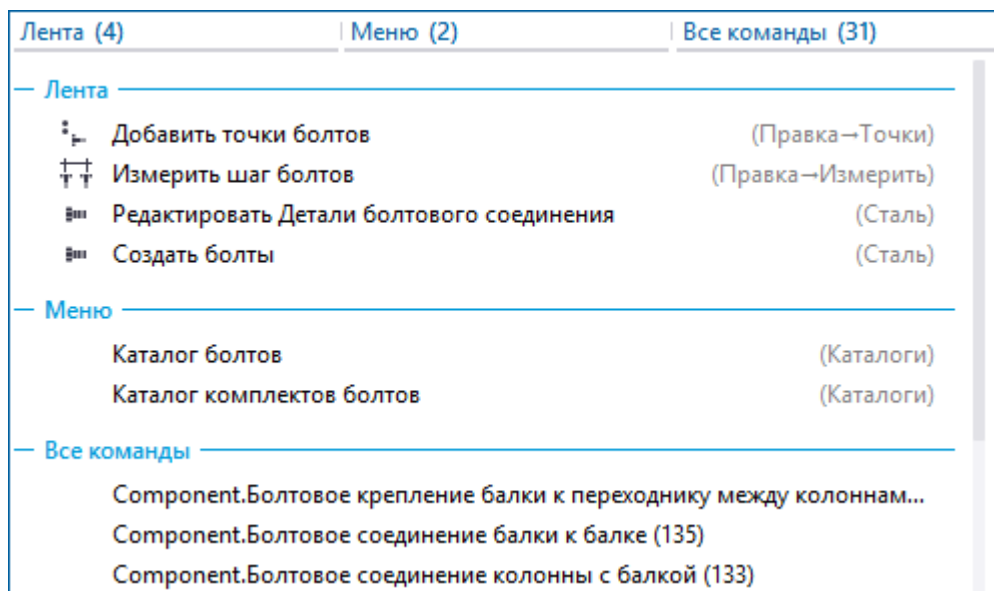 Лента (4) Меню (2) Все команды (31)
Лента
Добавить точки болтов (Правка→Точки)
Измерить шаг болтов (Правка→Измерить)
Редактировать Детали болтового соединения (Сталь)
Создать болты (Сталь)
Меню
Каталог болтов (Каталоги)
Каталог комплектов болтов (Каталоги)
Все команды
Component.Болтовое крепление балки к переходнику между колоннам...
Component.Болтовое соединение балки к балке (135)
Component.Болтовое соединение колонны с балкой (133)